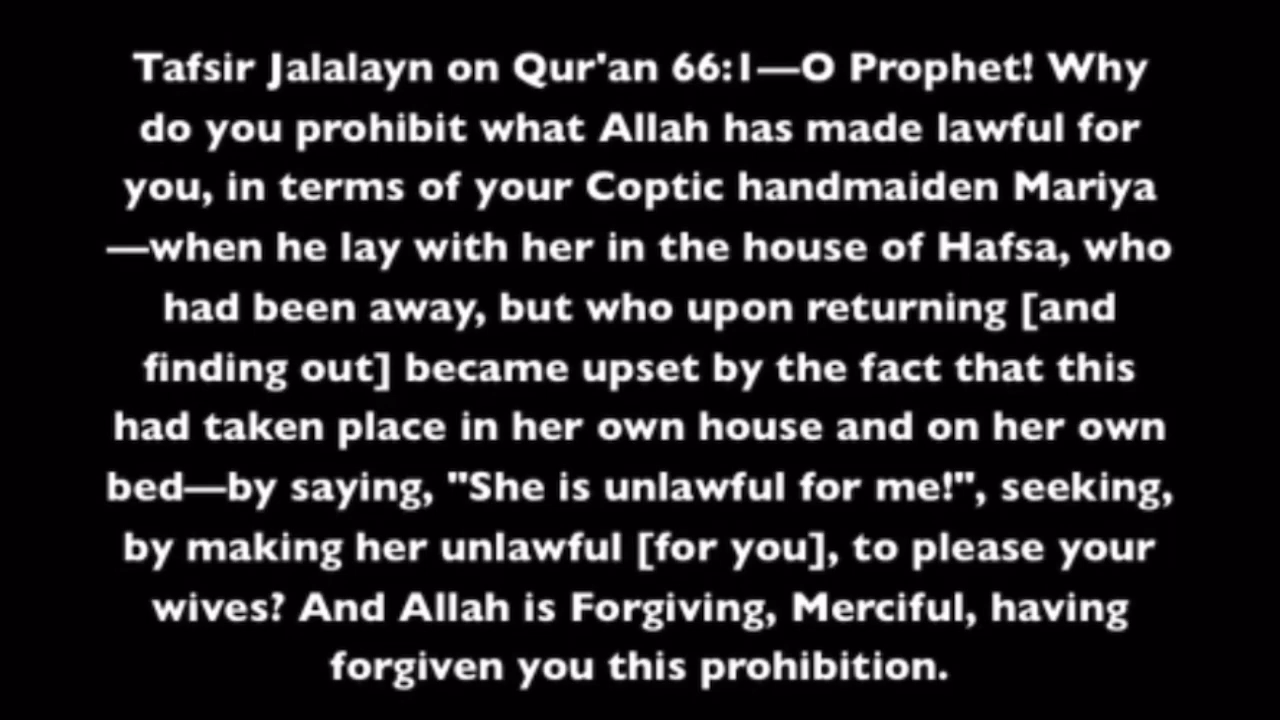 Tafsir Jalalayn on Qur'an 66:1—O Prophet! Why
do you prohibit what Allah has made lawful for
you, in terms of your Coptic handmaiden Mariya
—when he lay with her in the house of Hafsa, who
had been away, but who upon returning [and
finding out] became upset by the fact that this
had taken place in her own house and on her own
bed—by saying, "She is unlawful for me!", seeking,
by making her unlawful [for you], to please your
wives? And Allah is Forgiving, Merciful, having
forgiven you this prohibition.